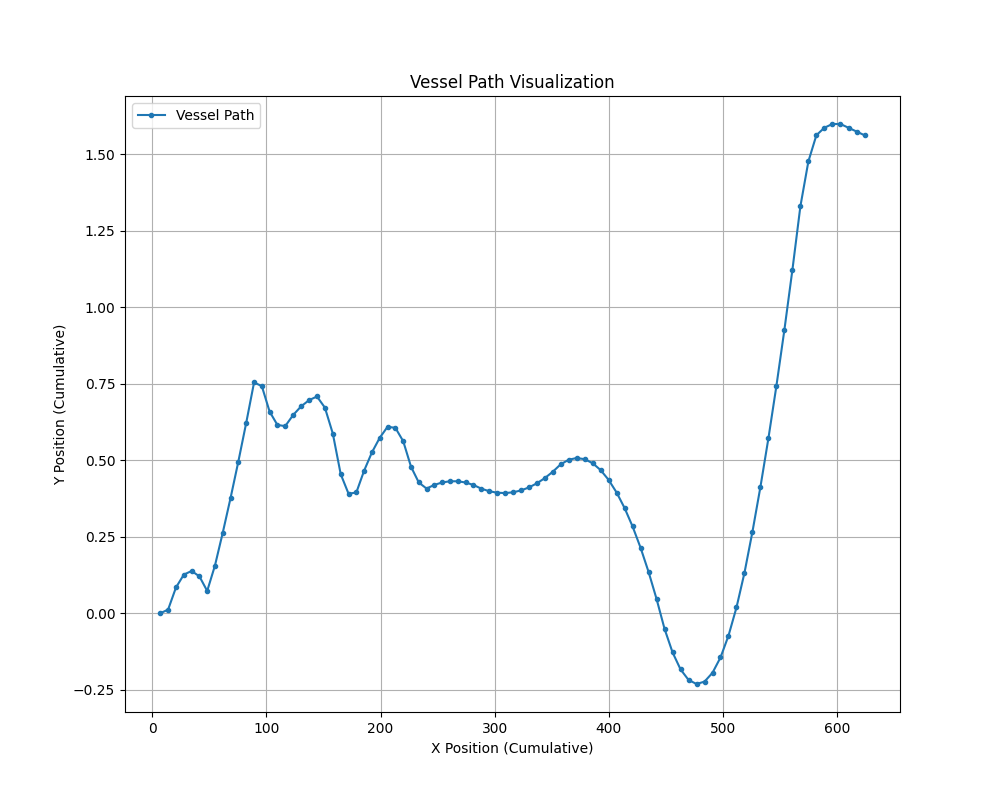 Vessel Path Visualization
Vessel Path
1.50
1.25
1.00
0.75
0.50
0.25
0.00
−0.25
Y Position (Cumulative)
0 100 200 300 400 500 600
X Position (Cumulative)